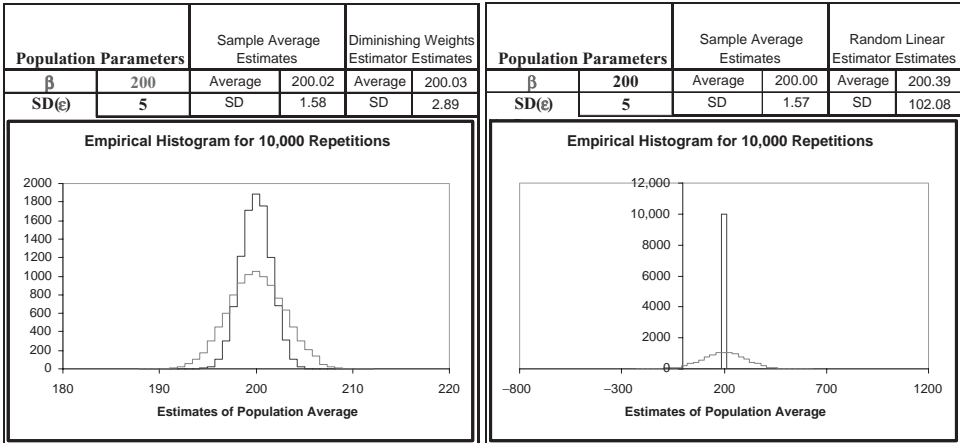 Population Parameters
Sample Average Estimates
Diminishing Weights Estimator Estimates
β 200 Average 200.02 Average 200.03
SD(ε) 5 SD 1.58 SD 2.89
Empirical Histogram for 10,000 Repetitions
2000
1800
1600
1400
1200
1000
800
600
400
200
0
180 190 200 210 220
Estimates of Population Average
Population Parameters
Sample Average Estimates
Random Linear Estimator Estimates
β 200 Average 200.00 Average 200.39
SD(ε) 5 SD 1.57 SD 102.08
Empirical Histogram for 10,000 Repetitions
12,000
10,000
8000
6000
4000
2000
0
−800 −300 200 700 1200
Estimates of Population Average